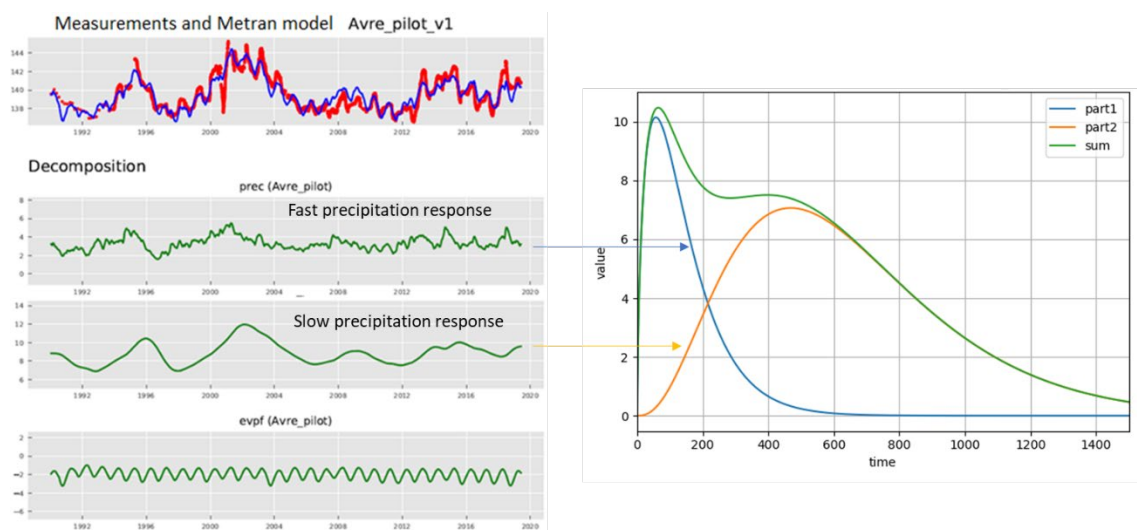 Measurements and Metran model Avre_pilot_v1
144
142
140
138
1992 1996 2000 2004 2008 2012 2016 2020
Decomposition
prec (Avre_pilot)
Fast precipitation response
8
6
4
2
0
1992 1996 2000 2004 2008 2012 2016 2020
Slow precipitation response
14
12
10
8
6
1992 1996 2000 2004 2008 2012 2016 2020
evpf (Avre_pilot)
2
0
−2
−4
−6
1992 1996 2000 2004 2008 2012 2016 2020
part1
part2
sum
value
10
8
6
4
2
0
0 200 400 600 800 1000 1200 1400
time